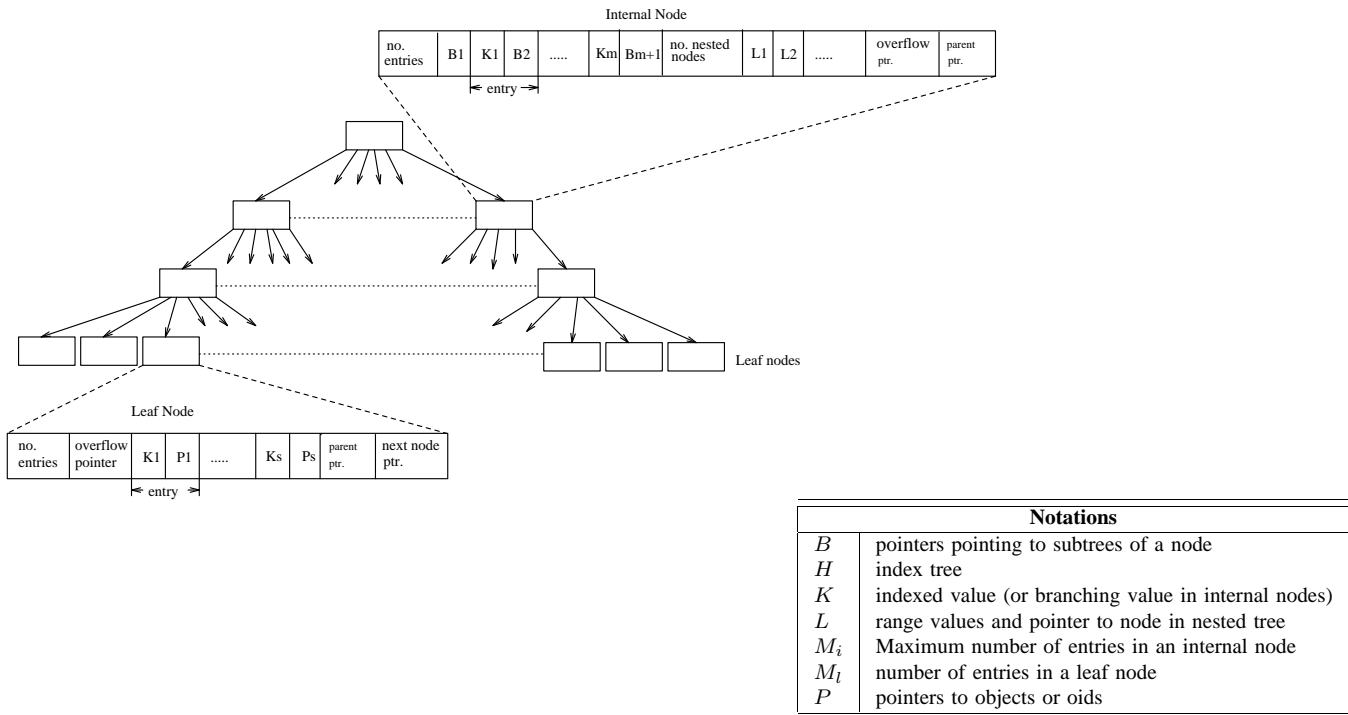 Internal Node
no. entries B1 K1 B2 ..... Km Bm+1 no. nested nodes L1 L2 ..... overflow ptr. parent ptr.
entry
Leaf nodes
Leaf Node
no. entries overflow pointer K1 P1 ..... Ks Ps parent ptr. next node ptr.
entry
Notations
B pointers pointing to subtrees of a node
H index tree
K indexed value (or branching value in internal nodes)
L range values and pointer to node in nested tree
M_i Maximum number of entries in an internal node
M_l number of entries in a leaf node
P pointers to objects or oids